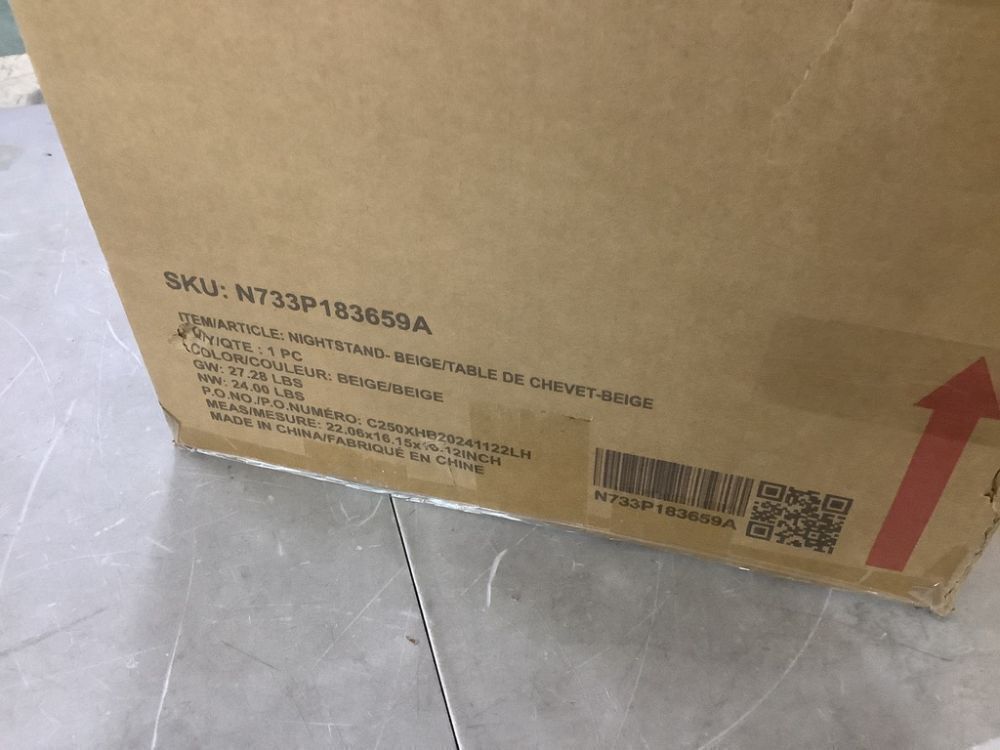 SKU: N733P183659A
ITEM/ARTICLE: NIGHTSTAND- BEIGE/TABLE DE CHEVET-BEIGE
QTY/QTE : 1 PC
COLOR/COULEUR: BEIGE/BEIGE
GW: 27.28 LBS
NW: 24.00 LBS
P.O.NO./P.O.NUMÉRO: C250XHB20241122LH
MEAS/MESURE: 22.06x16.15x16.12INCH
MADE IN CHINA/FABRIQUÉ EN CHINE
N733P183659A